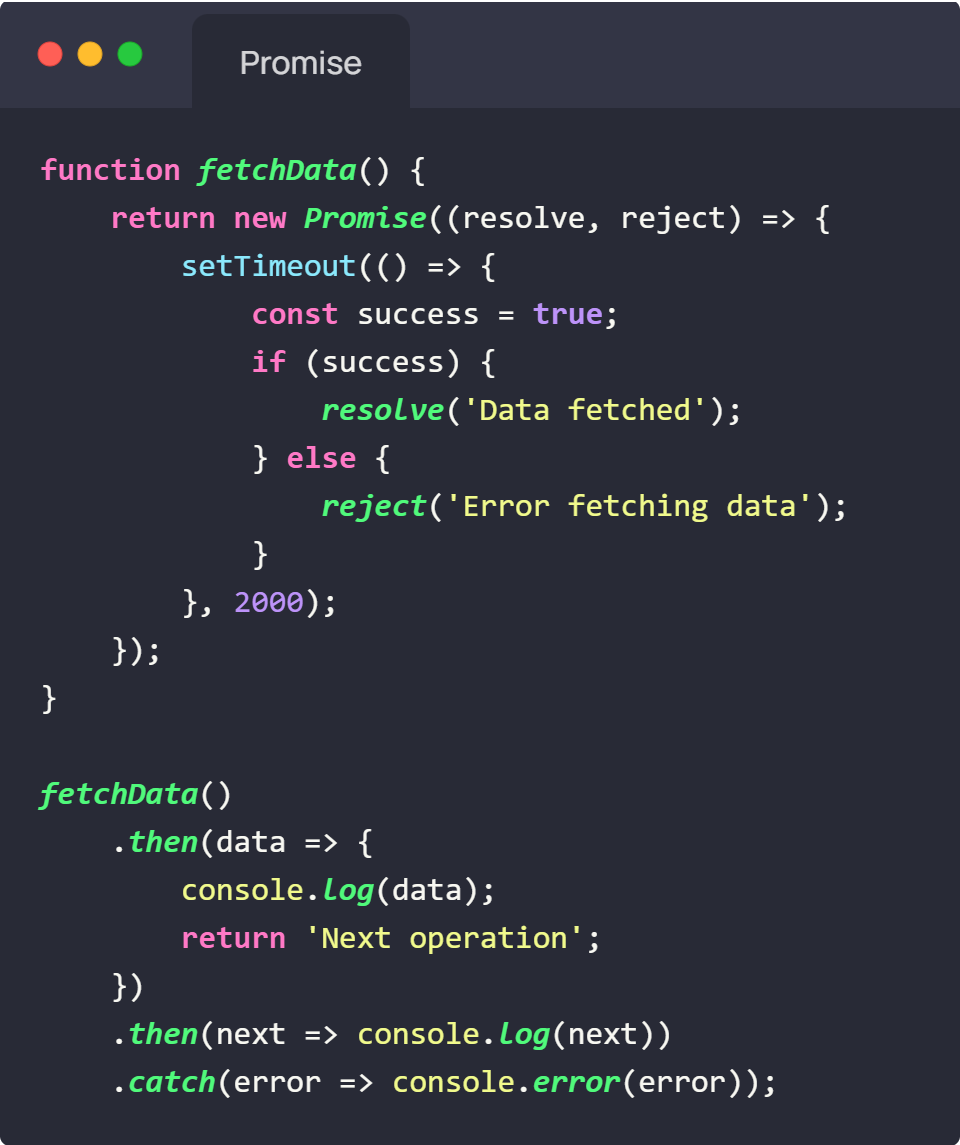 Promise
function fetchData() {
    return new Promise((resolve, reject) => {
        setTimeout(() => {
            const success = true;
            if (success) {
                resolve('Data fetched');
            } else {
                reject('Error fetching data');
            }
        }, 2000);
    });
}

fetchData()
    .then(data => {
        console.log(data);
        return 'Next operation';
    })
    .then(next => console.log(next))
    .catch(error => console.error(error));